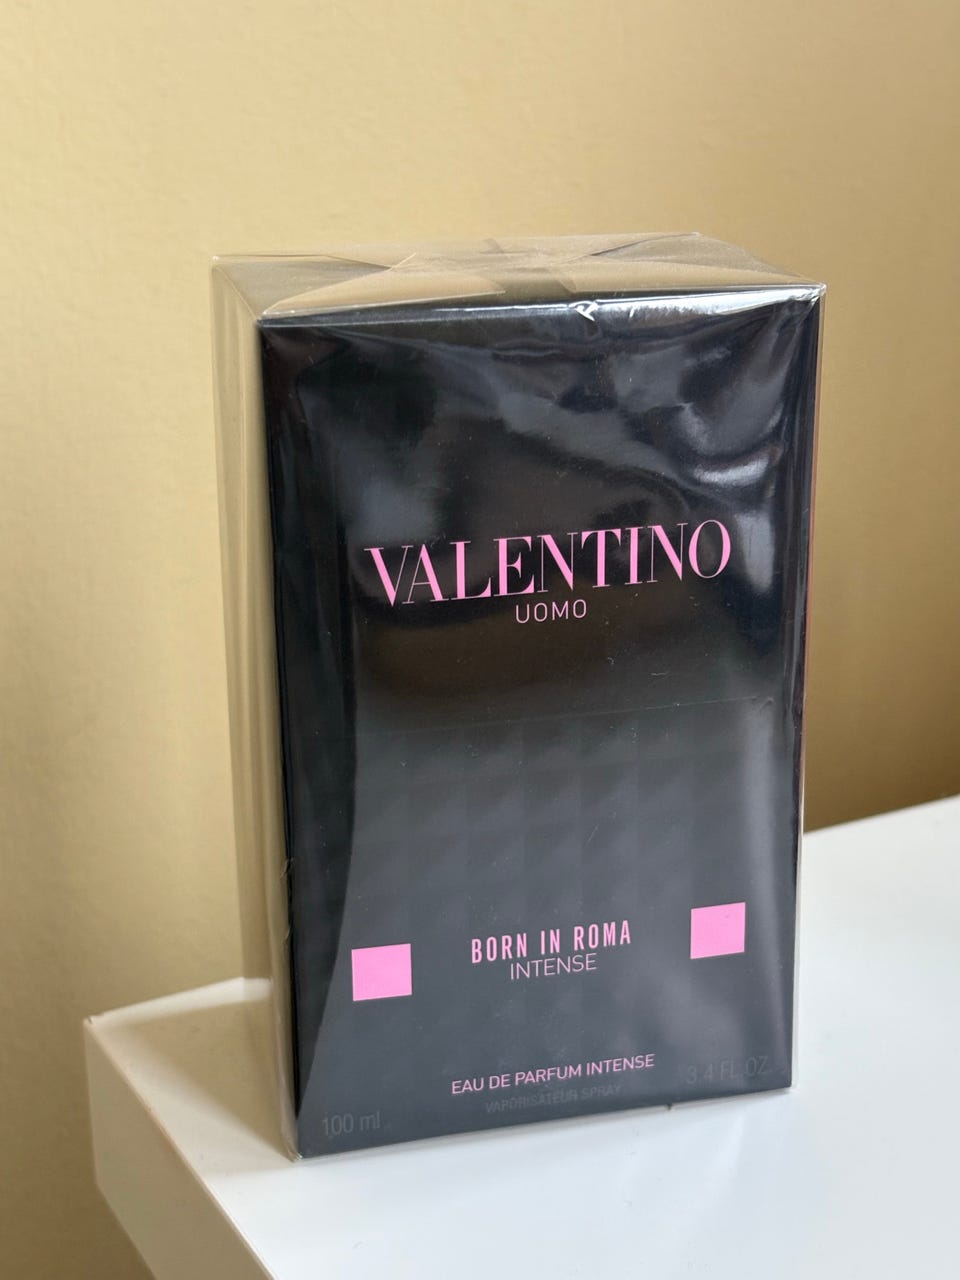 VALENTINO
UOMO
BORN IN ROMA
INTENSE
EAU DE PARFUM INTENSE
VAPORISATEUR SPRAY
100 ml 3.4 FL.OZ.